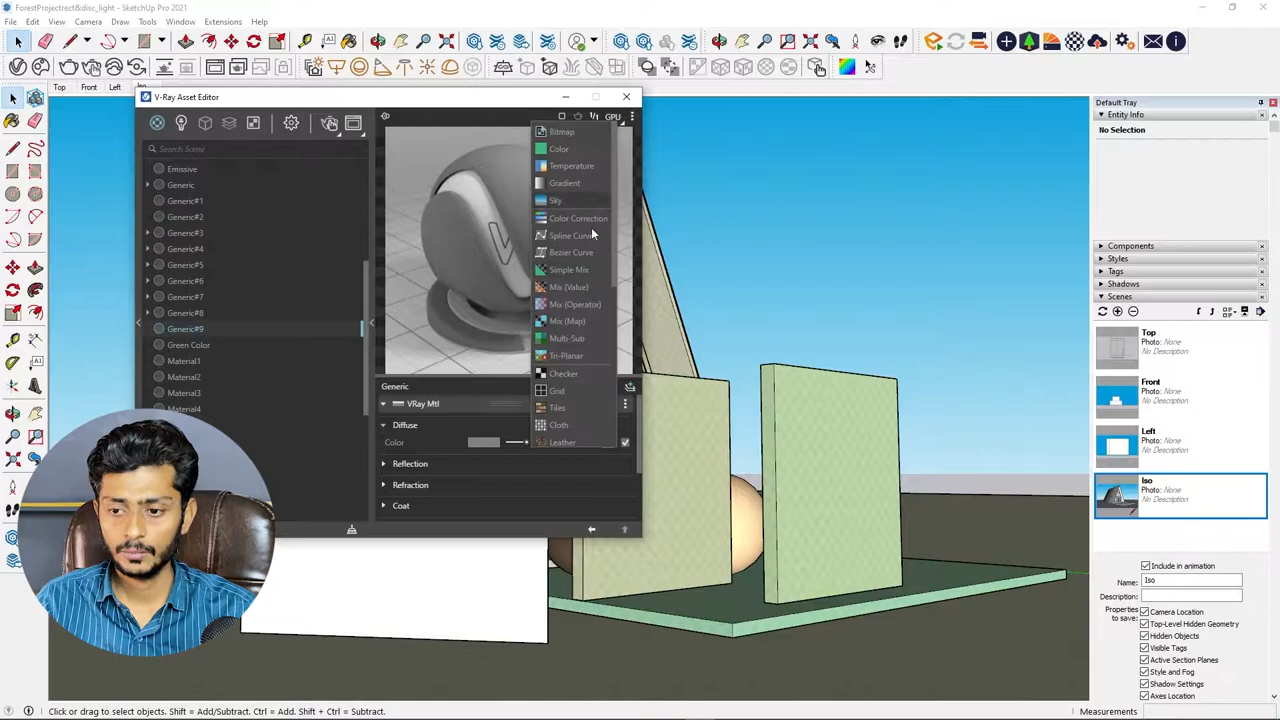 ForestProjectrect&disc_light - SketchUp Pro 2021
File Edit View Camera Draw Tools Window Extensions Help
Top Front Left Iso
V-Ray Asset Editor
GPU
Search Scene
Emissive
Generic
Generic#1
Generic#2
Generic#3
Generic#4
Generic#5
Generic#6
Generic#7
Generic#8
Generic#9
Green Color
Material1
Material2
Material3
Material4
Bitmap
Color
Temperature
Gradient
Sky
Color Correction
Spline Curve
Bezier Curve
Simple Mix
Mix (Value)
Mix (Operator)
Mix (Map)
Multi-Sub
Tri-Planar
Checker
Grid
Tiles
Cloth
Leather
Generic
VRay Mtl
Diffuse
Color
Reflection
Refraction
Coat
Default Tray
Entity Info
No Selection
Components
Styles
Tags
Shadows
Scenes
Top
Photo: None
No Description
Front
Photo: None
No Description
Left
Photo: None
No Description
Iso
Photo: None
No Description
Include in animation
Name: Iso
Description:
Properties to save:
Camera Location
Top-Level Hidden Geometry
Hidden Objects
Visible Tags
Active Section Planes
Style and Fog
Shadow Settings
Axes Location
Click or drag to select objects. Shift = Add/Subtract. Ctrl = Add. Shift + Ctrl = Subtract.
Measurements